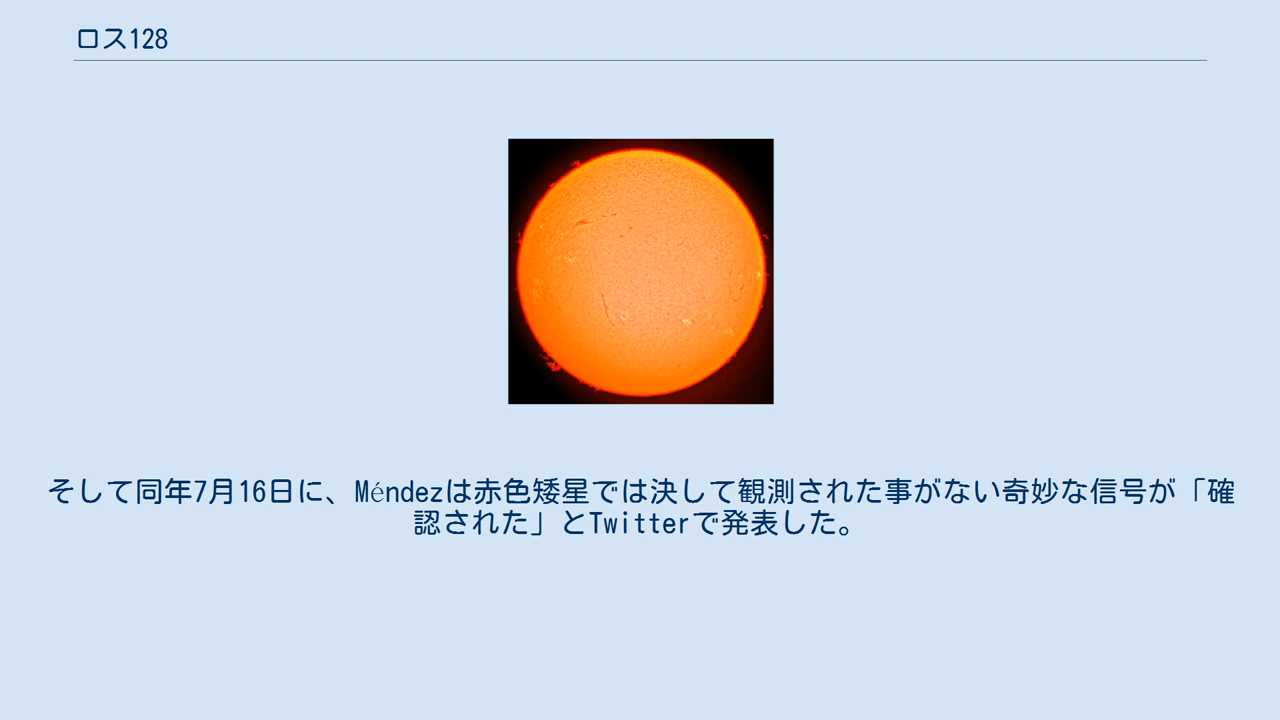 ロス128
そして同年7月16日に、Méndezは赤色矮星では決して観測された事がない奇妙な信号が「確
認された」とTwitterで発表した。